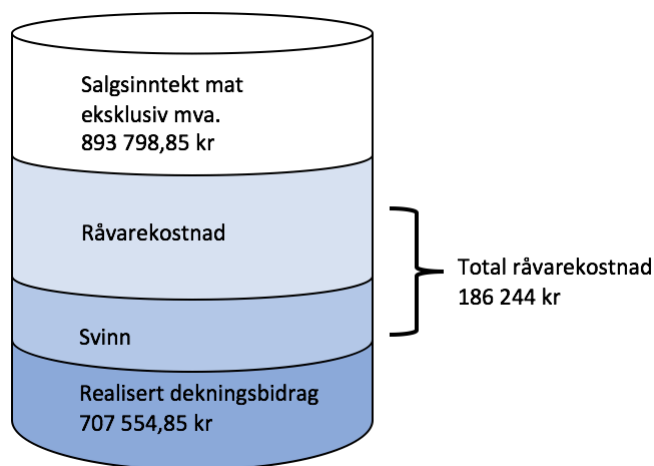 Salgsinntekt mat
eksklusiv mva.
893 798,85 kr
Råvarekostnad
Total råvarekostnad
186 244 kr
Svinn
Realisert dekningsbidrag
707 554,85 kr